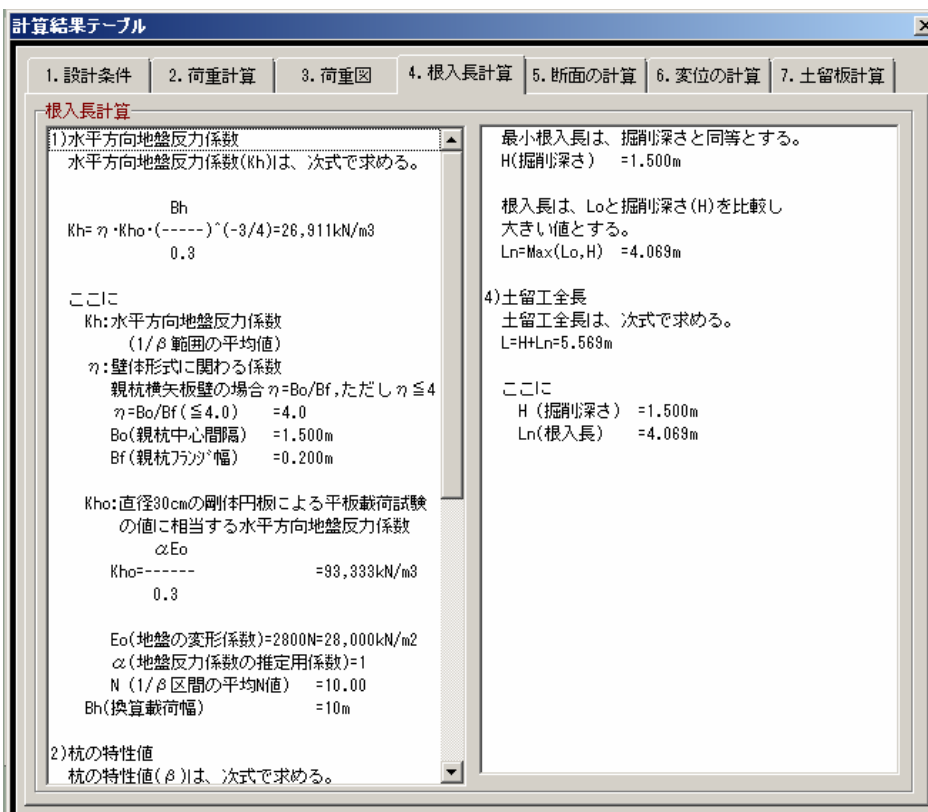 計算結果テーブル
1.設計条件
2.荷重計算
3.荷重図
4.根入長計算
5.断面の計算
6.変位の計算
7.土留板計算
根入長計算
1)水平方向地盤反力係数
水平方向地盤反力係数(Kh)は、次式で求める。
Bh
Kh=η・Kho・(-----)^(-3/4)=26,911kN/m3
0.3
ここに
Kh:水平方向地盤反力係数
(1/β範囲の平均値)
η:壁体形式に関わる係数
親杭横矢板壁の場合η=Bo/Bf,ただしη≦4
η=Bo/Bf(≦4.0) =4.0
Bo(親杭中心間隔) =1.500m
Bf(親杭フランジ幅) =0.200m
Kho:直径30cmの剛体円板による平板載荷試験
の値に相当する水平方向地盤反力係数
αEo
Kho=------ =93,333kN/m3
0.3
Eo(地盤の変形係数)=2800N=28,000kN/m2
α(地盤反力係数の推定用係数)=1
N (1/β区間の平均N値) =10.00
Bh(換算載荷幅) =10m
2)杭の特性値
杭の特性値(β)は、次式で求める。
最小根入長は、掘削深さと同等とする。
H(掘削深さ) =1.500m
根入長は、Loと掘削深さ(H)を比較し
大きい値とする。
Ln=Max(Lo,H) =4.069m
4)土留工全長
土留工全長は、次式で求める。
L=H+Ln=5.569m
ここに
H (掘削深さ) =1.500m
Ln(根入長) =4.069m